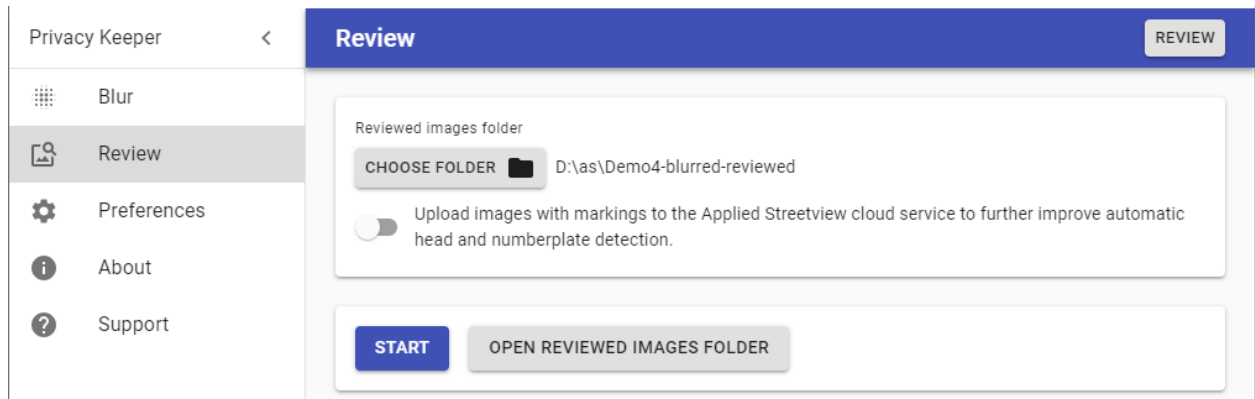 Privacy Keeper
Review
REVIEW
Blur
Review
Preferences
About
Support
Reviewed images folder
CHOOSE FOLDER
D:\as\Demo4-blurred-reviewed
Upload images with markings to the Applied Streetview cloud service to further improve automatic
head and numberplate detection.
START
OPEN REVIEWED IMAGES FOLDER